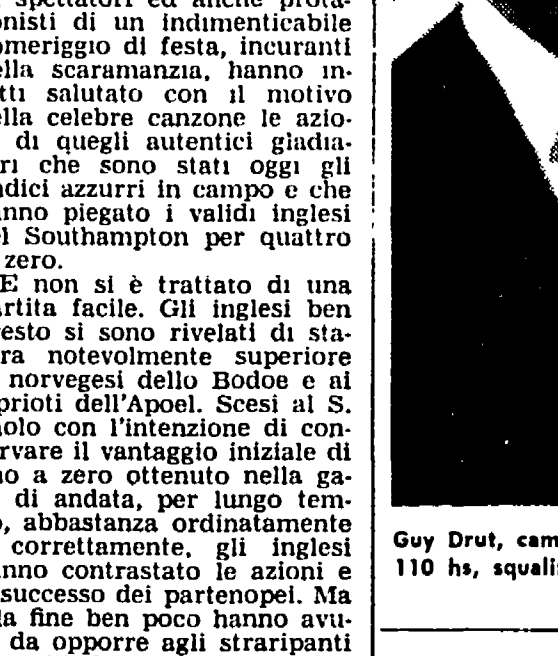 spettatori ed anche prota-
onisti di un indimenticabile
omeriggio di festa, incuranti
ella scaramanzia, hanno in-
tti salutato con il motivo
ella celebre canzone le azio-
di quegli autentici gladia-
ri che sono stati oggi gli
ndici azzurri in campo e che
anno piegato i validi inglesi
el Southampton per quattro
zero.
E non si è trattato di una
artita facile. Gli inglesi ben
esto si sono rivelati di sta-
ra notevolmente superiore
norvegesi dello Bodoe e ai
prioti dell'Apoel. Scesi al S.
aolo con l'intenzione di con-
rvare il vantaggio iniziale di
no a zero ottenuto nella ga-
di andata, per lungo tem-
o, abbastanza ordinatamente
correttamente, gli inglesi
anno contrastato le azioni e
successo dei partenopei. Ma
la fine ben poco hanno avu-
da opporre agli straripanti
Guy Drut, cam
110 hs, squali